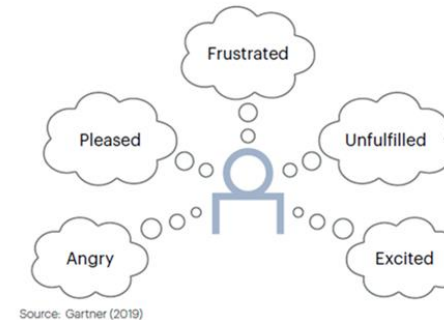 Frustrated
Pleased
Unfulfilled
Angry
Excited
Source: Gartner (2019)